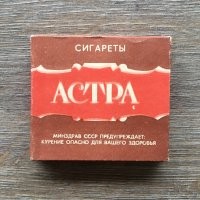 СИГАРЕТЫ
АСТРА
МИНЗДРАВ СССР ПРЕДУПРЕЖДАЕТ:
КУРЕНИЕ ОПАСНО ДЛЯ ВАШЕГО ЗДОРОВЬЯ